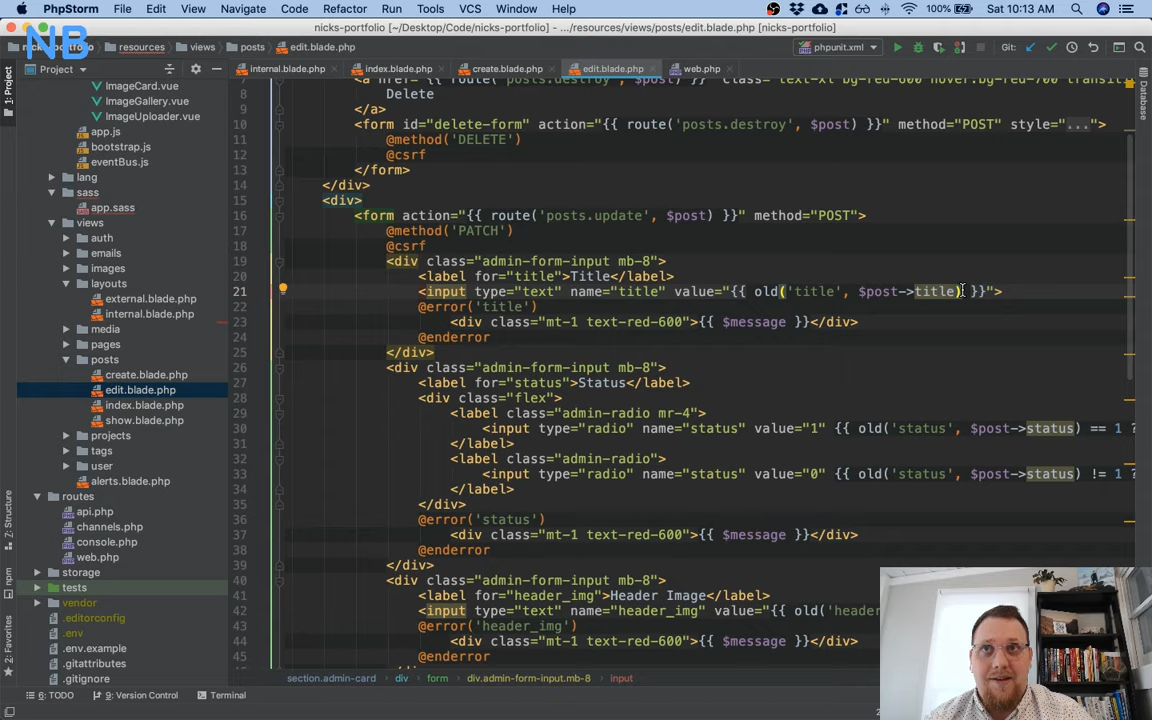 PhpStorm File Edit View Navigate Code Refactor Run Tools VCS Window Help 100% Sat 10:13 AM
nicks-portfolio [~/Desktop/Code/nicks-portfolio] - .../resources/views/posts/edit.blade.php [nicks-portfolio]
NB
nicks-portfolio resources views posts edit.blade.php phpunit.xml Git:
Project internal.blade.php index.blade.php create.blade.php edit.blade.php web.php
1: Project
Database
ImageCard.vue
ImageGallery.vue
ImageUploader.vue
app.js
bootstrap.js
eventBus.js
lang
sass
app.sass
views
auth
emails
images
layouts
external.blade.php
internal.blade.php
media
pages
posts
create.blade.php
edit.blade.php
index.blade.php
show.blade.php
projects
tags
user
alerts.blade.php
routes
api.php
channels.php
console.php
web.php
storage
tests
vendor
.editorconfig
.env
.env.example
.gitattributes
.gitignore
7: Structure
npm
2: Favorites
8 Delete
9 </a>
10 <form id="delete-form" action="{{ route('posts.destroy', $post) }}" method="POST" style="...">
11 @method('DELETE')
12 @csrf
13 </form>
14 </div>
15 <div>
16 <form action="{{ route('posts.update', $post) }}" method="POST">
17 @method('PATCH')
18 @csrf
19 <div class="admin-form-input mb-8">
20 <label for="title">Title</label>
21 <input type="text" name="title" value="{{ old('title', $post->title) }}">
22 @error('title')
23 <div class="mt-1 text-red-600">{{ $message }}</div>
24 @enderror
25 </div>
26 <div class="admin-form-input mb-8">
27 <label for="status">Status</label>
28 <div class="flex">
29 <label class="admin-radio mr-4">
30 <input type="radio" name="status" value="1" {{ old('status', $post->status) == 1 ?
31 </label>
32 <label class="admin-radio">
33 <input type="radio" name="status" value="0" {{ old('status', $post->status) != 1 ?
34 </label>
35 </div>
36 @error('status')
37 <div class="mt-1 text-red-600">{{ $message }}</div>
38 @enderror
39 </div>
40 <div class="admin-form-input mb-8">
41 <label for="header_img">Header Image</label>
42 <input type="text" name="header_img" value="{{ old('header
43 @error('header_img')
44 <div class="mt-1 text-red-600">{{ $message }}</div>
45 @enderror
section.admin-card div form div.admin-form-input.mb-8 input
6: TODO 9: Version Control Terminal